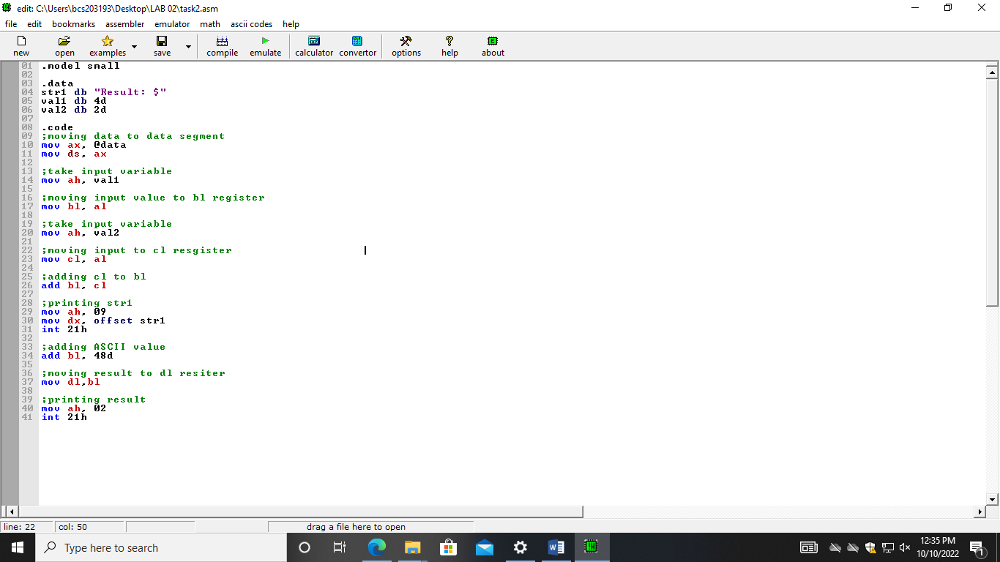 edit: C:\Users\bcs203193\Desktop\LAB 02\task2.asm
file edit bookmarks assembler emulator math ascii codes help
new open examples save compile emulate calculator convertor options help about
01 .model small
02
03 .data
04 str1 db "Result: $"
05 val1 db 4d
06 val2 db 2d
07
08 .code
09 ;moving data to data segment
10 mov ax, @data
11 mov ds, ax
12
13 ;take input variable
14 mov ah, val1
15
16 ;moving input value to bl register
17 mov bl, al
18
19 ;take input variable
20 mov ah, val2
21
22 ;moving input to cl resgister
23 mov cl, al
24
25 ;adding cl to bl
26 add bl, cl
27
28 ;printing str1
29 mov ah, 09
30 mov dx, offset str1
31 int 21h
32
33 ;adding ASCII value
34 add bl, 48d
35
36 ;moving result to dl resiter
37 mov dl,bl
38
39 ;printing result
40 mov ah, 02
41 int 21h
line: 22 col: 50 drag a file here to open
Type here to search
12:35 PM
10/10/2022
1